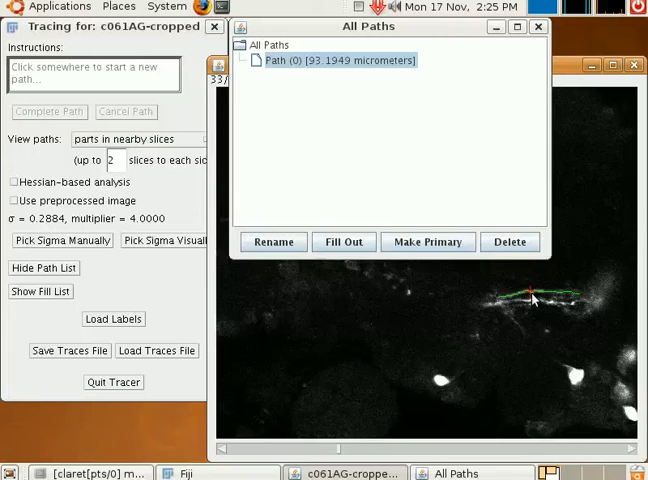 Applications Places System
Mon 17 Nov, 2:25 PM
Tracing for: c061AG-cropped
All Paths
Instructions:
Click somewhere to start a new
path...
Complete Path
Cancel Path
View paths: parts in nearby slices
(up to 2 slices to each sid
Hessian-based analysis
Use preprocessed image
σ = 0.2884, multiplier = 4.0000
Pick Sigma Manually
Pick Sigma Visual
Hide Path List
Show Fill List
Load Labels
Save Traces File
Load Traces File
Quit Tracer
All Paths
Path (0) [93.1949 micrometers]
Rename
Fill Out
Make Primary
Delete
33/
[claret[pts/0] m...
Fiji
c061AG-croppe...
All Paths